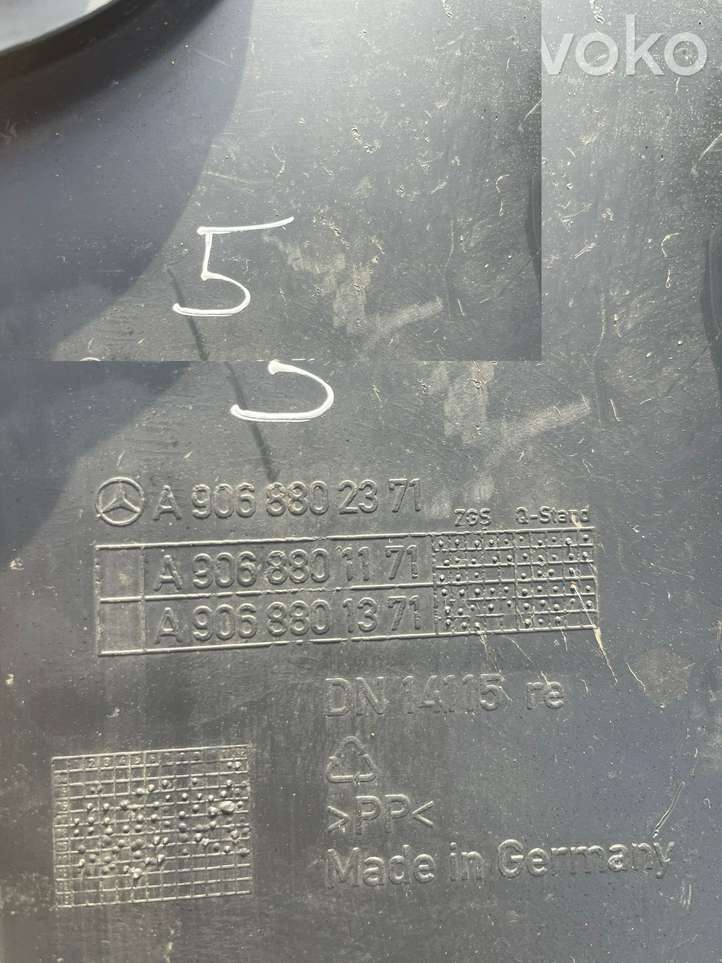 voko
5
A 906 880 23 71
ZGS Q-Stand
A 906 880 11 71
A 906 880 13 71
DN 14115 re
>PP<
Made in Germany